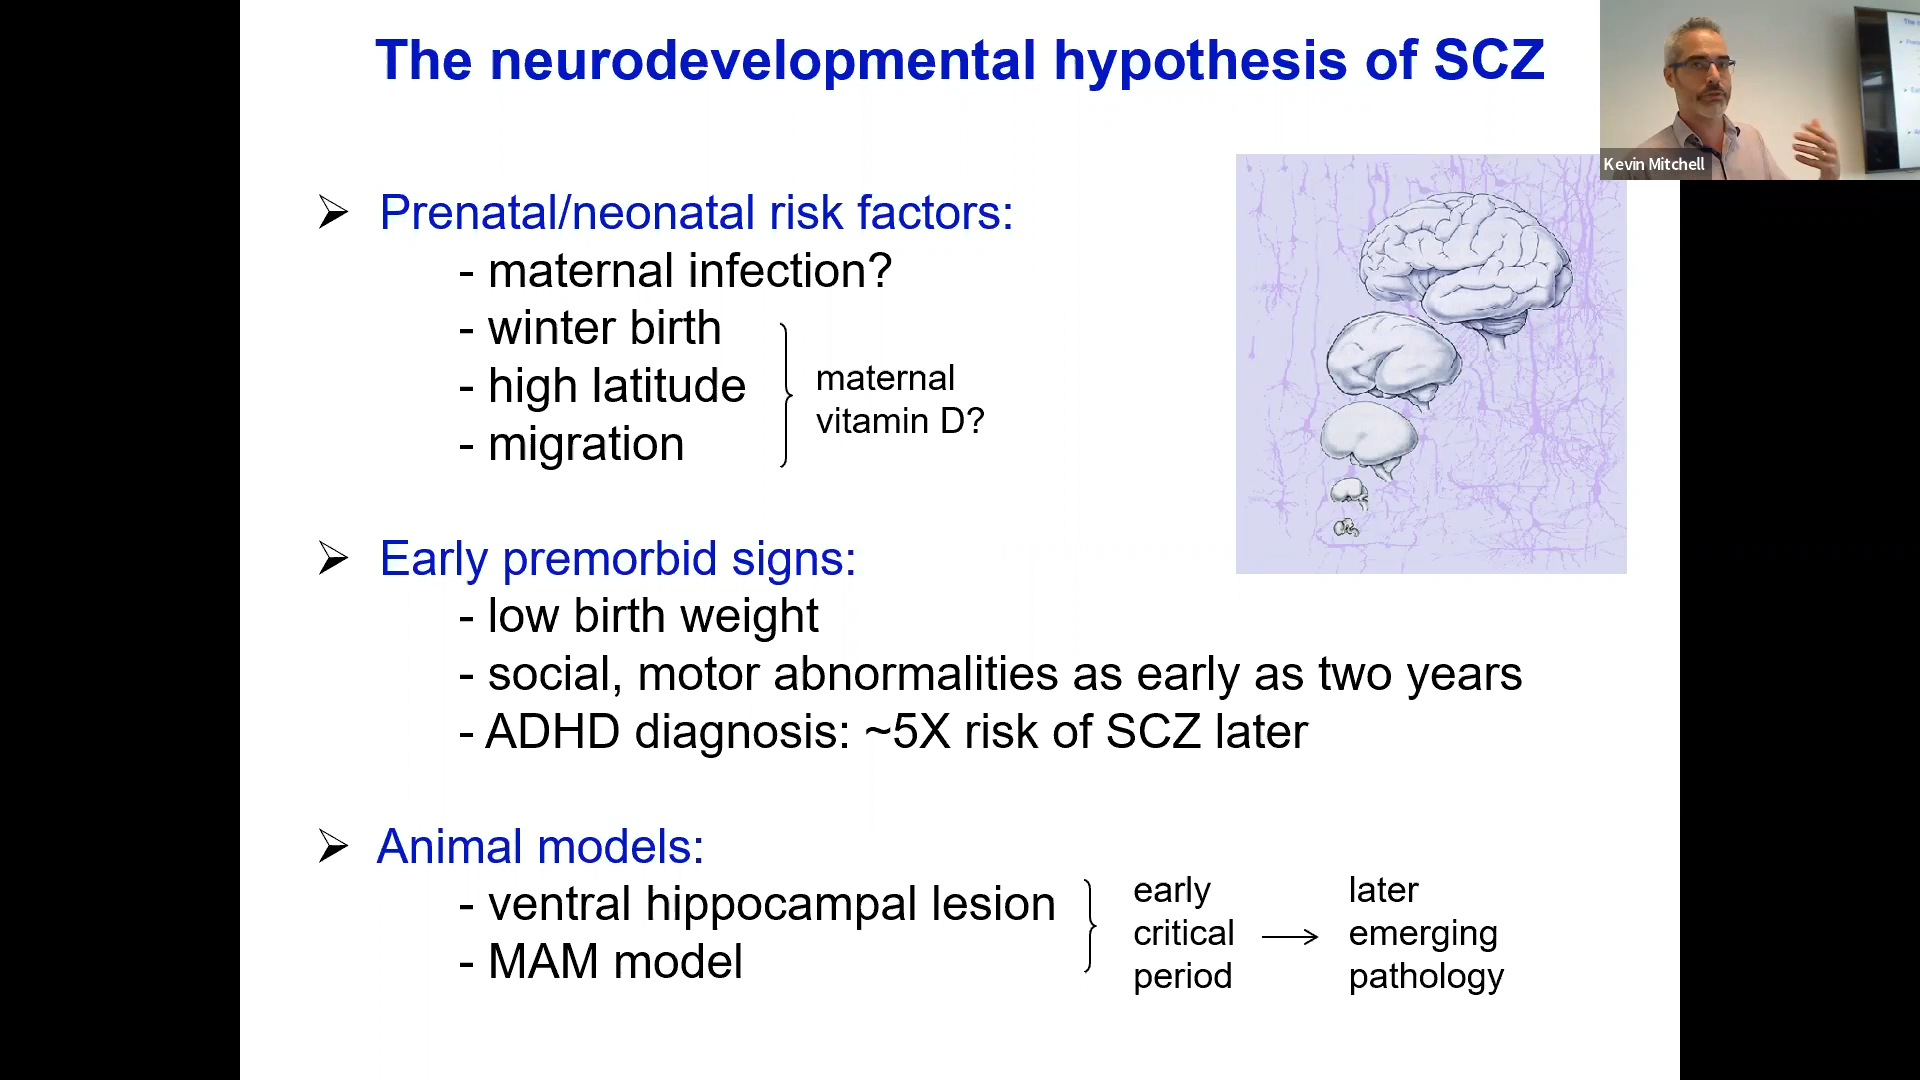 The neurodevelopmental hypothesis of SCZ
Kevin Mitchell
➢ Prenatal/neonatal risk factors:
- maternal infection?
- winter birth
- high latitude
- migration
maternal
vitamin D?
➢ Early premorbid signs:
- low birth weight
- social, motor abnormalities as early as two years
- ADHD diagnosis: ~5X risk of SCZ later
➢ Animal models:
- ventral hippocampal lesion
- MAM model
early
critical
period
→
later
emerging
pathology